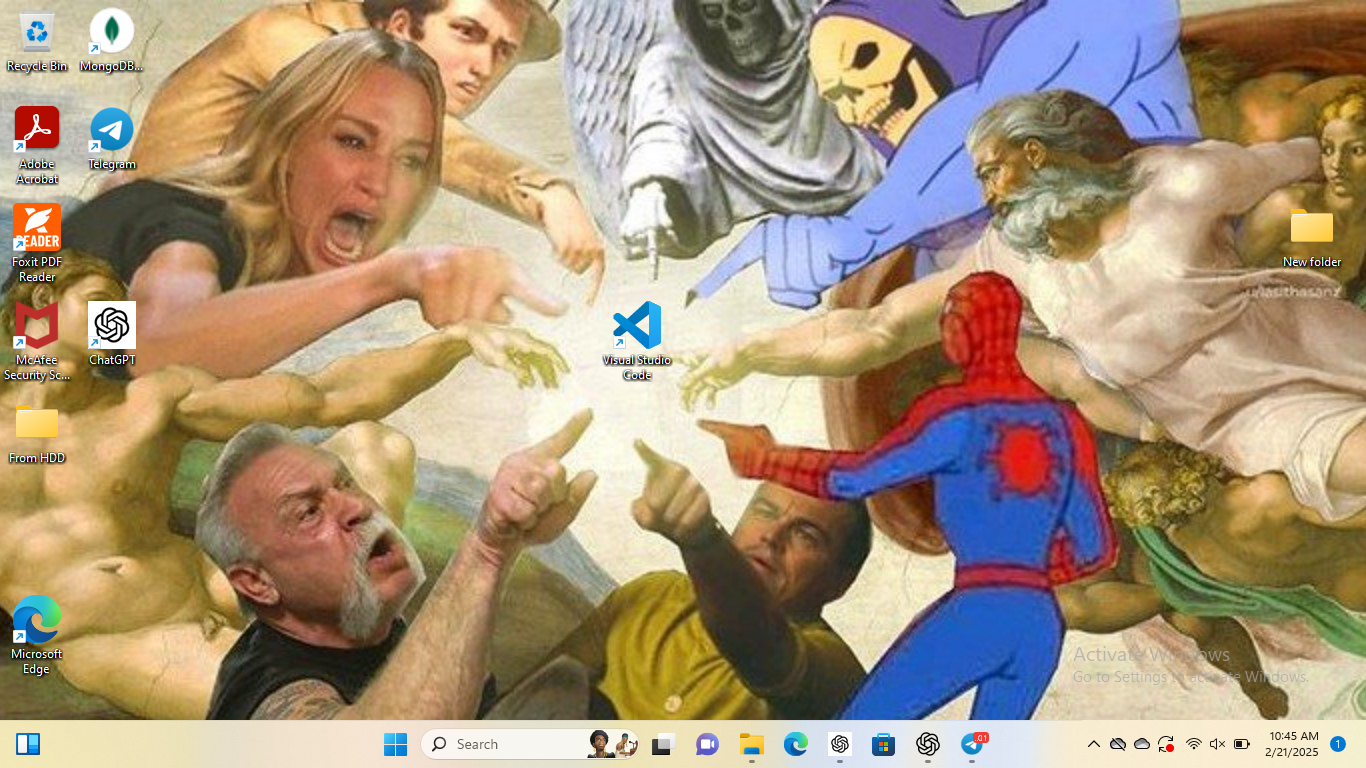 Recycle Bin
MongoDB...
Adobe
Acrobat
Telegram
READER
Foxit PDF
Reader
New folder
u/lasithasanz
McAfee
Security Sc...
ChatGPT
Visual Studio
Code
From HDD
Microsoft
Edge
Activate Windows
Go to Settings to activate Windows.
Search
.01
10:45 AM
2/21/2025
1